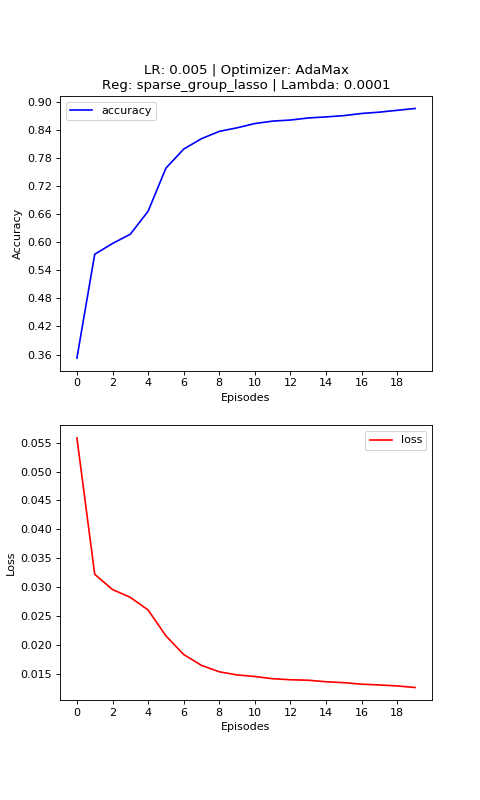 LR: 0.005 | Optimizer: AdaMax
Reg: sparse_group_lasso | Lambda: 0.0001
accuracy
0.90
0.84
0.78
0.72
0.66
0.60
0.54
0.48
0.42
0.36
Accuracy
0 2 4 6 8 10 12 14 16 18
Episodes
loss
0.055
0.050
0.045
0.040
0.035
0.030
0.025
0.020
0.015
Loss
0 2 4 6 8 10 12 14 16 18
Episodes